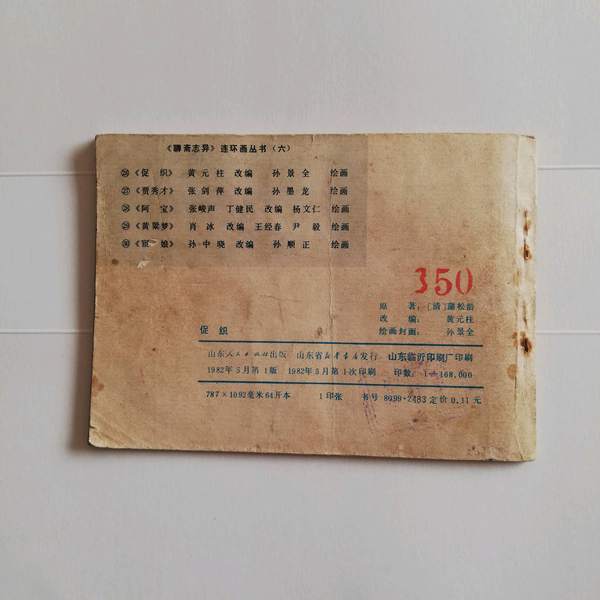 《聊斋志异》连环画丛书（六）
㉖《促 织》 黄元柱 改编 孙景全 绘画
㉗《贾秀才》 张剑萍 改编 孙墨龙 绘画
㉘《阿 宝》 张峻声 丁健民 改编 杨文仁 绘画
㉙《黄粱梦》 肖 冰 改编 王经春 尹 毅 绘画
㉚《宦 娘》 孙中晓 改编 孙顺正 绘画
350
原 著：〔清〕蒲松龄
改 编： 黄元柱
绘画封面： 孙景全
促 织
山东人民出版社出版 山东省新华书店发行 山东临沂印刷厂印刷
1982年5月第1版 1982年5月第1次印刷 印数：1—168,000
787×1092毫米64开本 1印张 书号 8099·2483 定价 0.11元